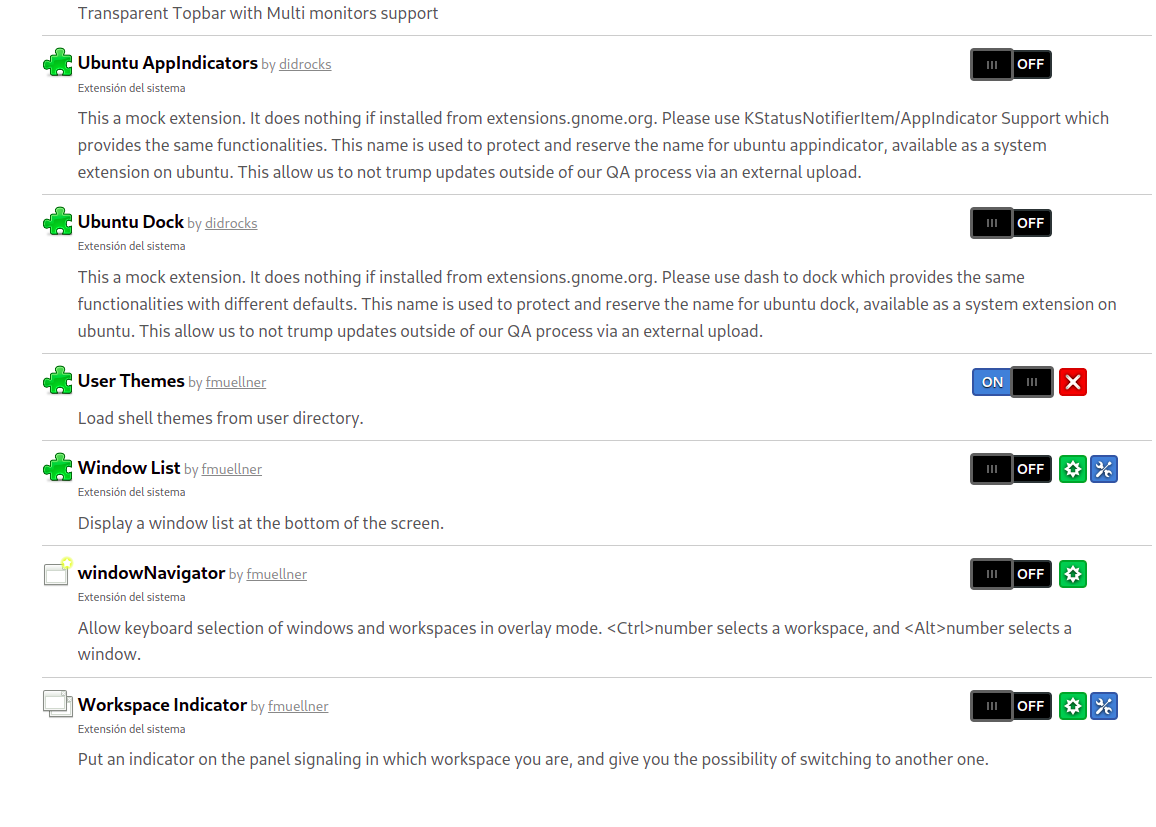 Transparent Topbar with Multi monitors support
Ubuntu AppIndicators by didrocks OFF
Extensión del sistema
This a mock extension. It does nothing if installed from extensions.gnome.org. Please use KStatusNotifierItem/AppIndicator Support which
provides the same functionalities. This name is used to protect and reserve the name for ubuntu appindicator, available as a system
extension on ubuntu. This allow us to not trump updates outside of our QA process via an external upload.
Ubuntu Dock by didrocks OFF
Extensión del sistema
This a mock extension. It does nothing if installed from extensions.gnome.org. Please use dash to dock which provides the same
functionalities with different defaults. This name is used to protect and reserve the name for ubuntu dock, available as a system extension on
ubuntu. This allow us to not trump updates outside of our QA process via an external upload.
User Themes by fmuellner ON
Load shell themes from user directory.
Window List by fmuellner OFF
Extensión del sistema
Display a window list at the bottom of the screen.
windowNavigator by fmuellner OFF
Extensión del sistema
Allow keyboard selection of windows and workspaces in overlay mode. <Ctrl>number selects a workspace, and <Alt>number selects a
window.
Workspace Indicator by fmuellner OFF
Extensión del sistema
Put an indicator on the panel signaling in which workspace you are, and give you the possibility of switching to another one.